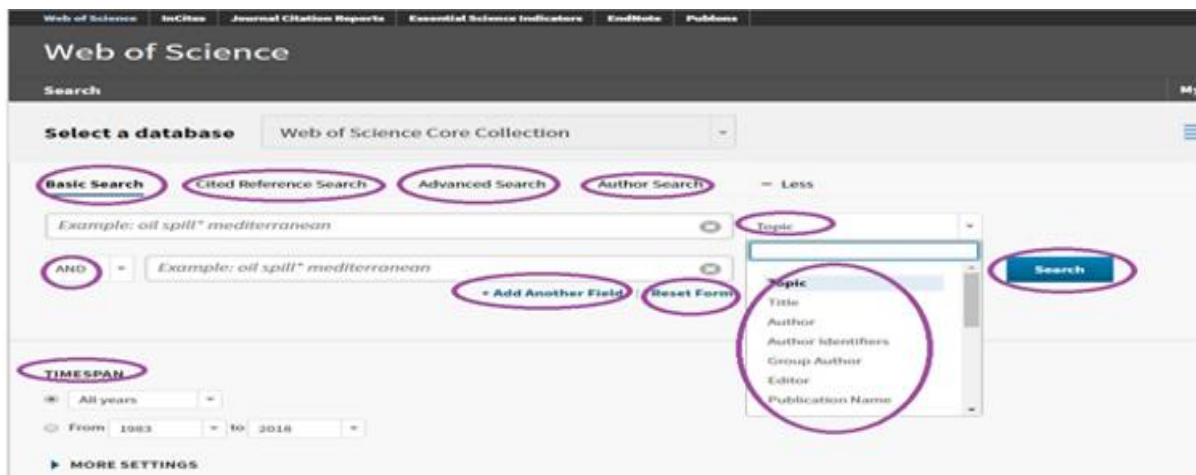 Web of Science InCites Journal Citation Reports Essential Science Indicators EndNote Publons
Web of Science
Search My
Select a database Web of Science Core Collection
Basic Search Cited Reference Search Advanced Search Author Search − Less
Example: oil spill* mediterranean Topic
AND Example: oil spill* mediterranean Search
+ Add Another Field | Reset Form
Topic
Title
Author
Author Identifiers
Group Author
Editor
Publication Name
TIMESPAN
All years
From 1983 to 2016
MORE SETTINGS